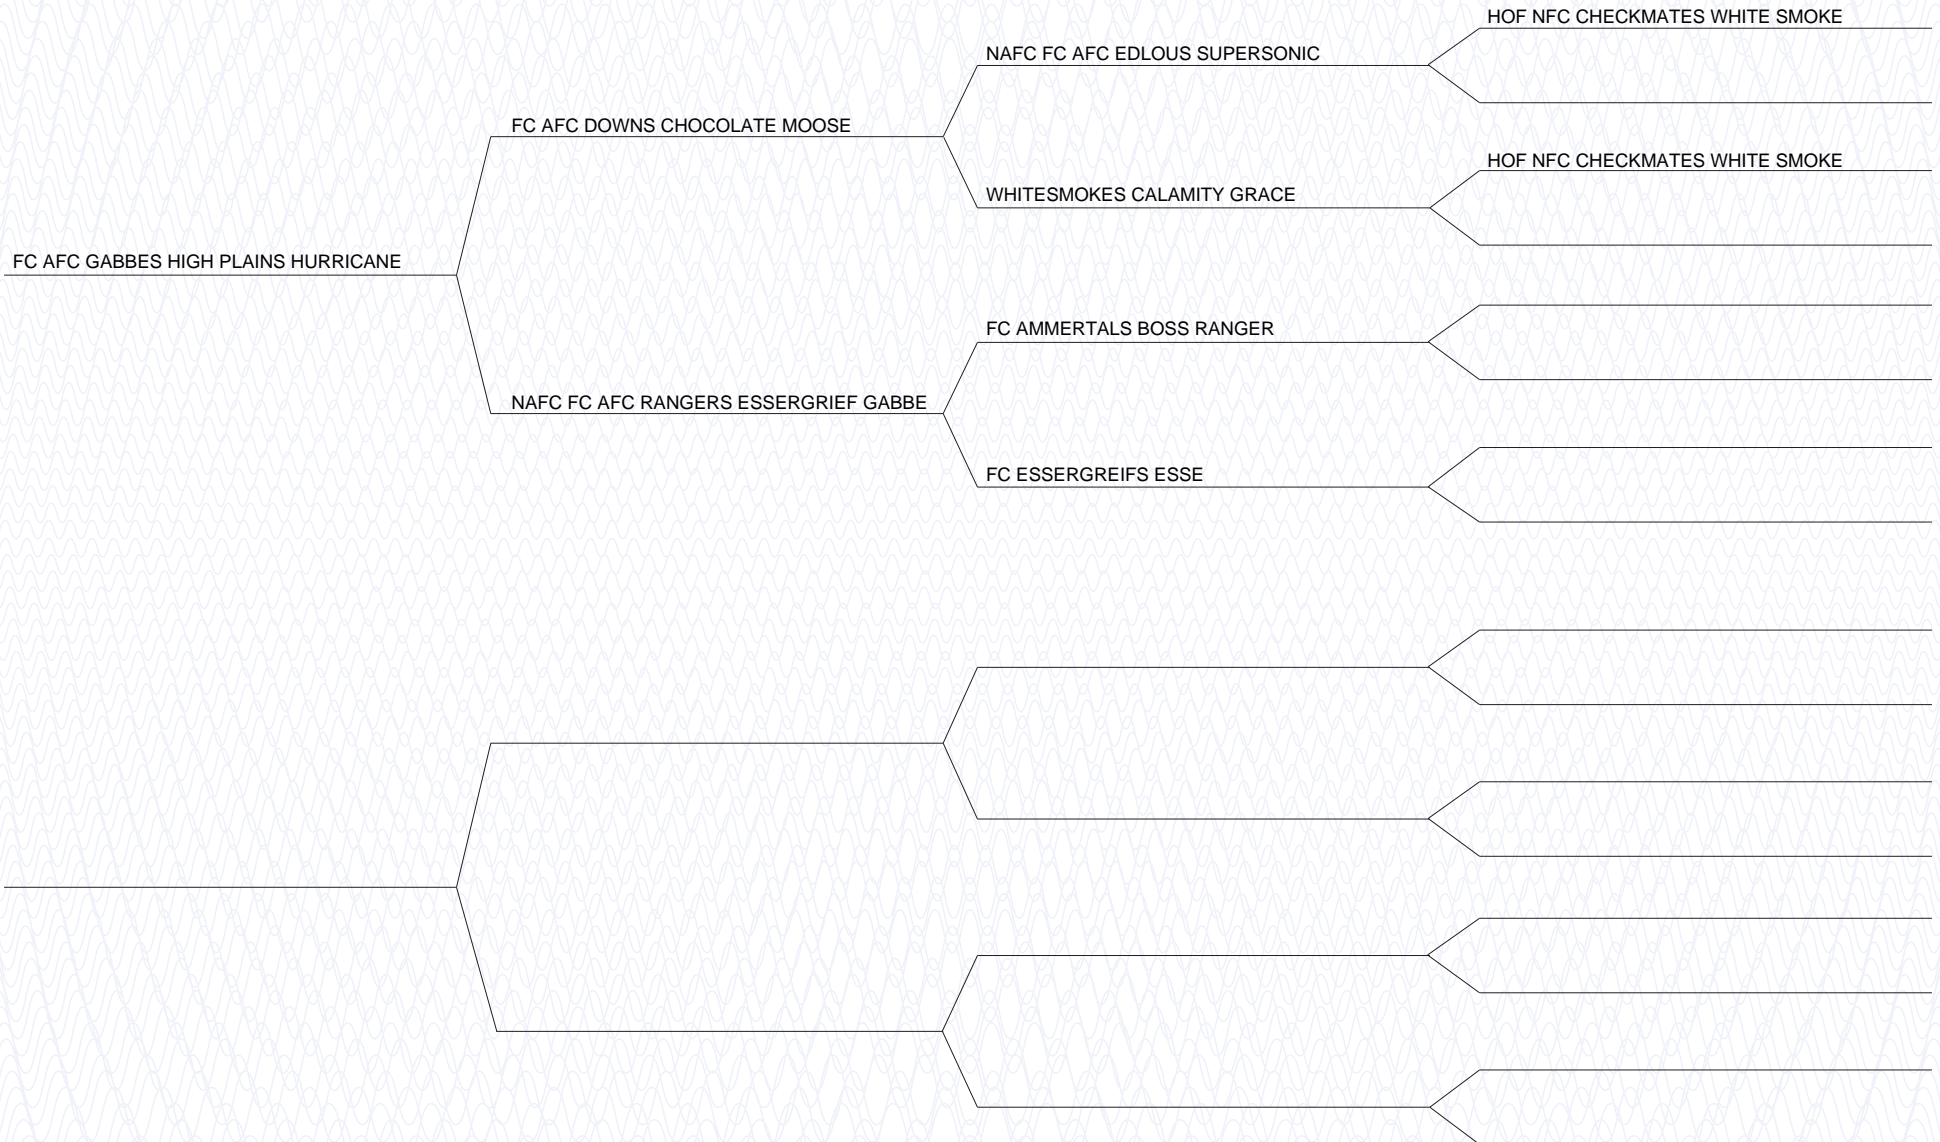 HOF NFC CHECKMATES WHITE SMOKE
NAFC FC AFC EDLOUS SUPERSONIC
FC AFC DOWNS CHOCOLATE MOOSE
HOF NFC CHECKMATES WHITE SMOKE
WHITESMOKES CALAMITY GRACE
FC AFC GABBES HIGH PLAINS HURRICANE
FC AMMERTALS BOSS RANGER
NAFC FC AFC RANGERS ESSERGRIEF GABBE
FC ESSERGREIFS ESSE